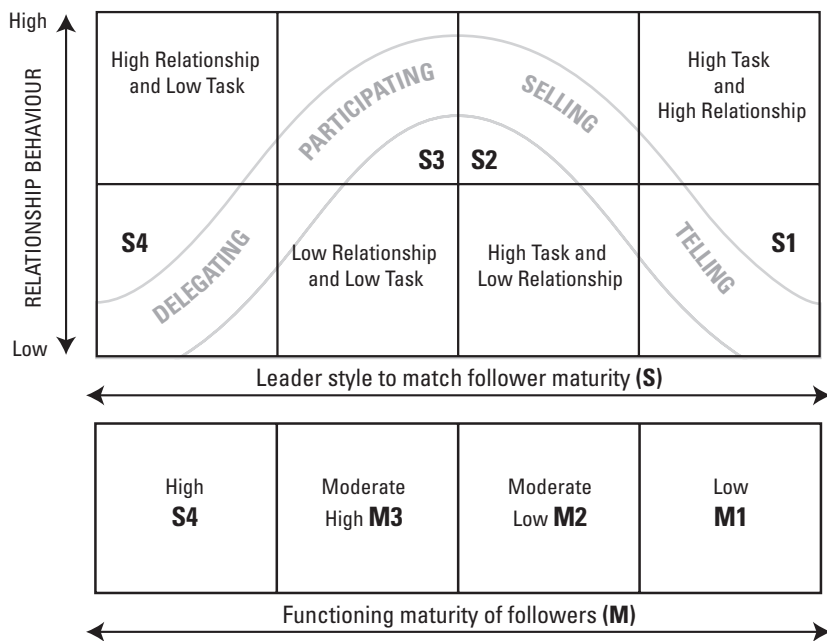 High
RELATIONSHIP BEHAVIOUR
Low
High Relationship
and Low Task
PARTICIPATING
SELLING
High Task
and
High Relationship
S3
S2
S4
DELEGATING
Low Relationship
and Low Task
High Task and
Low Relationship
TELLING
S1
Leader style to match follower maturity (S)
High
S4
Moderate
High M3
Moderate
Low M2
Low
M1
Functioning maturity of followers (M)